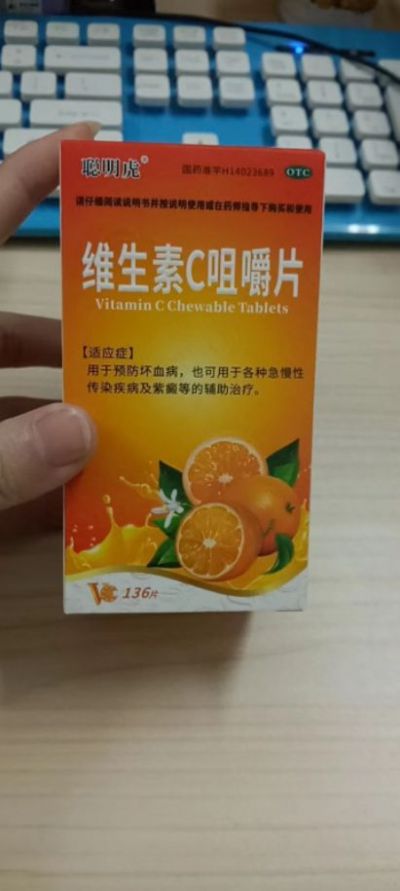 聪明虎®
国药准字H14023689
OTC
请仔细阅读说明书并按说明使用或在药师指导下购买和使用
维生素C咀嚼片
Vitamin C Chewable Tablets
【适应症】
用于预防坏血病，也可用于各种急慢性
传染疾病及紫癜等的辅助治疗。
136片